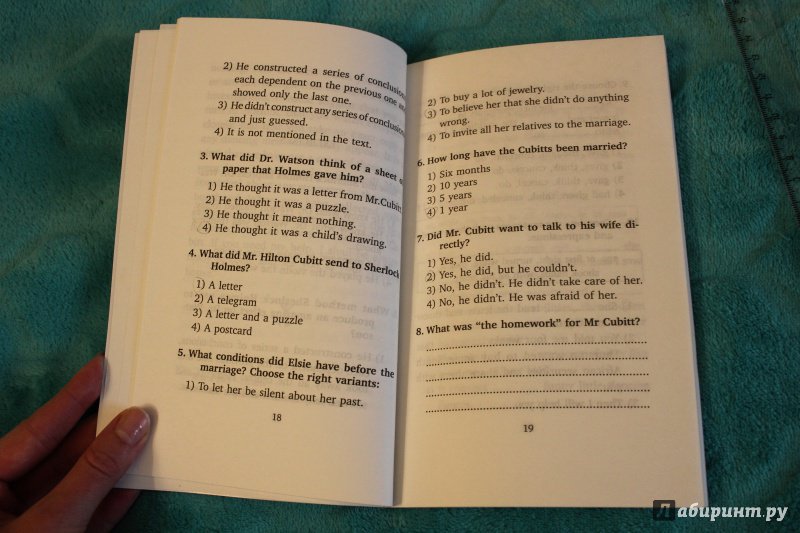 2) He constructed a series of conclusions
each dependent on the previous one and
showed only the last one.
3) He didn't construct any series of conclusions
and just guessed.
4) It is not mentioned in the text.
3. What did Dr. Watson think of a sheet of
paper that Holmes gave him?
1) He thought it was a letter from Mr.Cubitt
2) He thought it was a puzzle.
3) He thought it meant nothing.
4) He thought it was a child's drawing.
4. What did Mr. Hilton Cubitt send to Sherlock
Holmes?
1) A letter
2) A telegram
3) A letter and a puzzle
4) A postcard
5. What conditions did Elsie have before the
marriage? Choose the right variants:
1) To let her be silent about her past.
18
2) To buy a lot of jewelry.
3) To believe her that she didn't do anything
wrong.
4) To invite all her relatives to the marriage.
6. How long have the Cubitts been married?
1) Six months
2) 10 years
3) 5 years
4) 1 year
7. Did Mr. Cubitt want to talk to his wife di-
rectly?
1) Yes, he did.
2) Yes, he did, but he couldn't.
3) No, he didn't. He didn't take care of her.
4) No, he didn't. He was afraid of her.
8. What was "the homework" for Mr Cubitt?
19
Лабиринт.ру